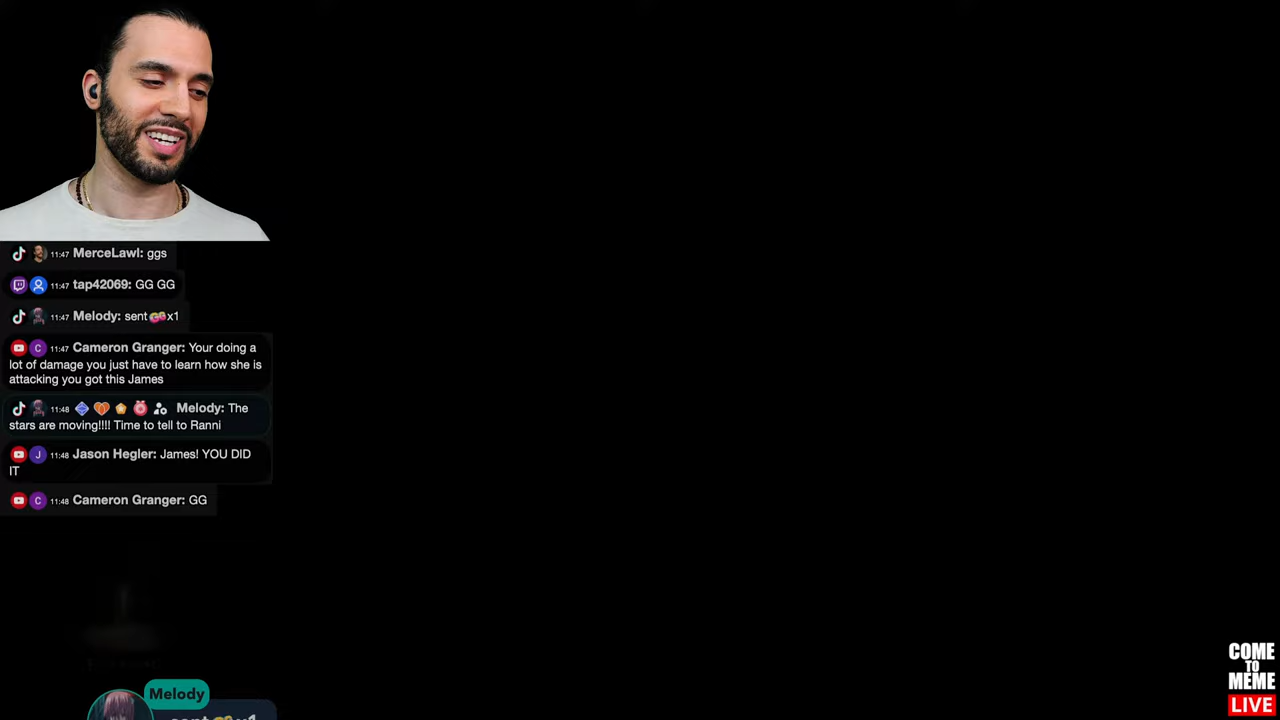 11:47 MerceLawl: ggs
11:47 tap42069: GG GG
11:47 Melody: sent x1
11:47 Cameron Granger: Your doing a
lot of damage you just have to learn how she is
attacking you got this James
11:48 Melody: The
stars are moving!!!! Time to tell to Ranni
11:48 Jason Hegler: James! YOU DID
IT
11:48 Cameron Granger: GG
Melody
sent x1
COME
TO
MEME
LIVE